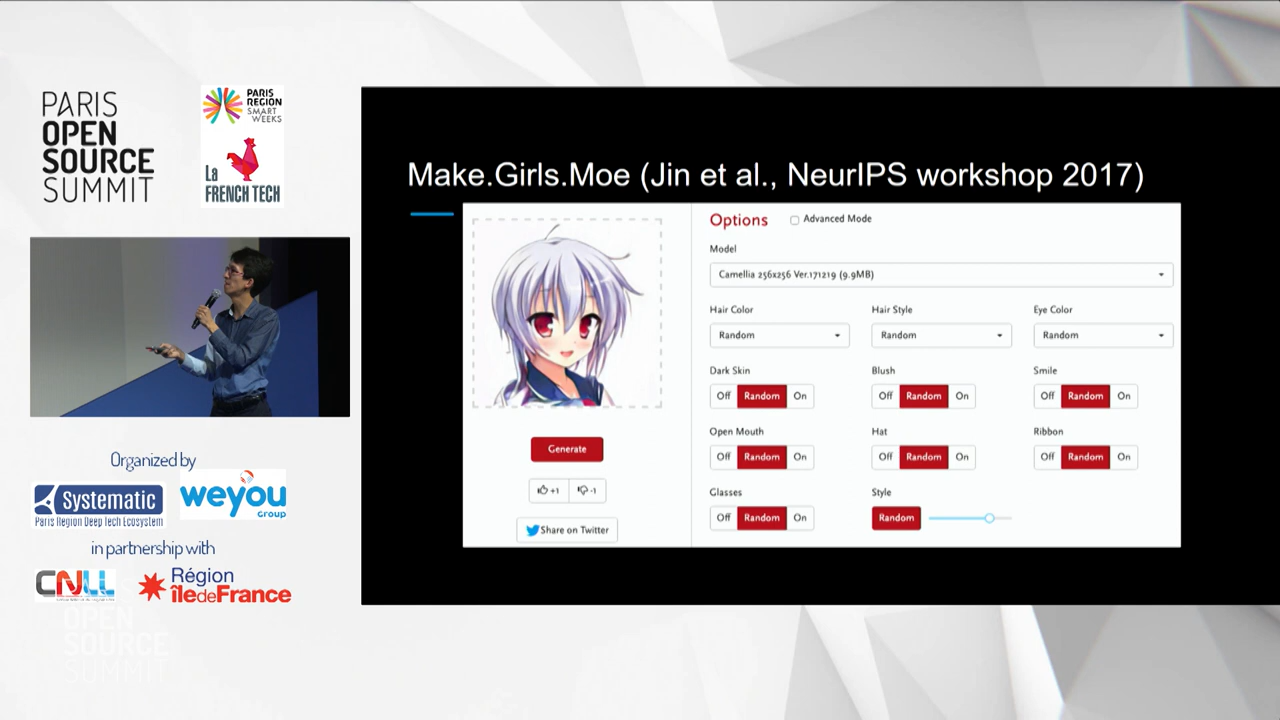 PARIS
OPEN
SOURCE
SUMMIT
PARIS
REGION
SMART
WEEKS
La
FRENCH TECH
Organized by
Systematic
Paris Region Deep Tech Ecosystem
weyou
Group
in partnership with
CNLL
Région
îledeFrance
OPEN
SOURCE
SUMMIT
Make.Girls.Moe (Jin et al., NeurIPS workshop 2017)
Generate
+1 -1
Share on Twitter
Options Advanced Mode
Model
Camellia 256x256 Ver.171219 (9.9MB)
Hair Color Hair Style Eye Color
Random Random Random
Dark Skin Blush Smile
Off Random On Off Random On Off Random On
Open Mouth Hat Ribbon
Off Random On Off Random On Off Random On
Glasses Style
Off Random On Random